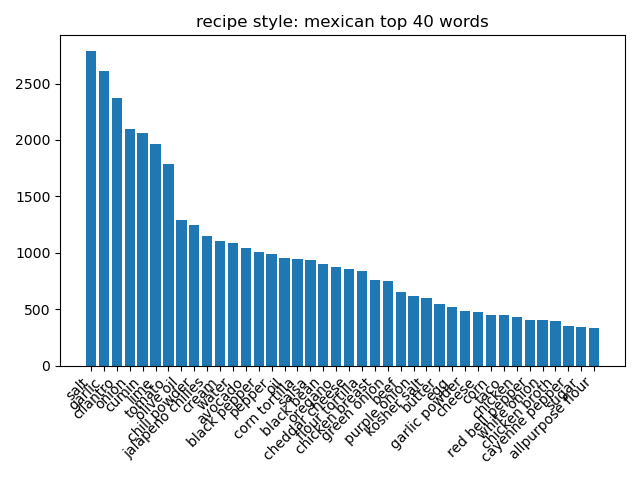 recipe style: mexican top 40 words
2500
2000
1500
1000
500
0
salt
garlic
cilantro
onion
cumin
lime
tomato
olive oil
chili powder
jalapeno chilies
cream
water
avocado
black pepper
pepper
oil
corn tortilla
salsa
black bean
oregano
cheddar cheese
flour tortilla
chicken breast
green onion
beef
purple onion
kosher salt
butter
egg
garlic powder
cheese
corn
taco
chicken
red bell pepper
white onion
chicken broth
cayenne pepper
sugar
allpurpose flour